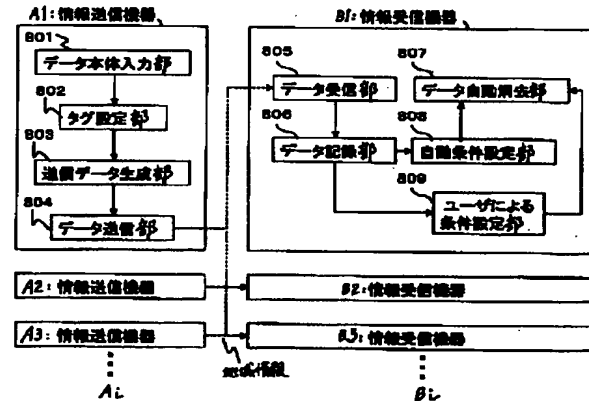 A1:情報送信機器
801
データ本体入力部
802
タグ設定部
803
送信データ生成部
804
データ送信部
B1:情報受信機器
805
データ受信部
806
データ記録部
807
データ自動消去部
808
自動条件設定部
809
ユーザによる
条件設定部
A2:情報送信機器
B2:情報受信機器
A3:情報送信機器
B3:情報受信機器
地域情報
Ai
Bi